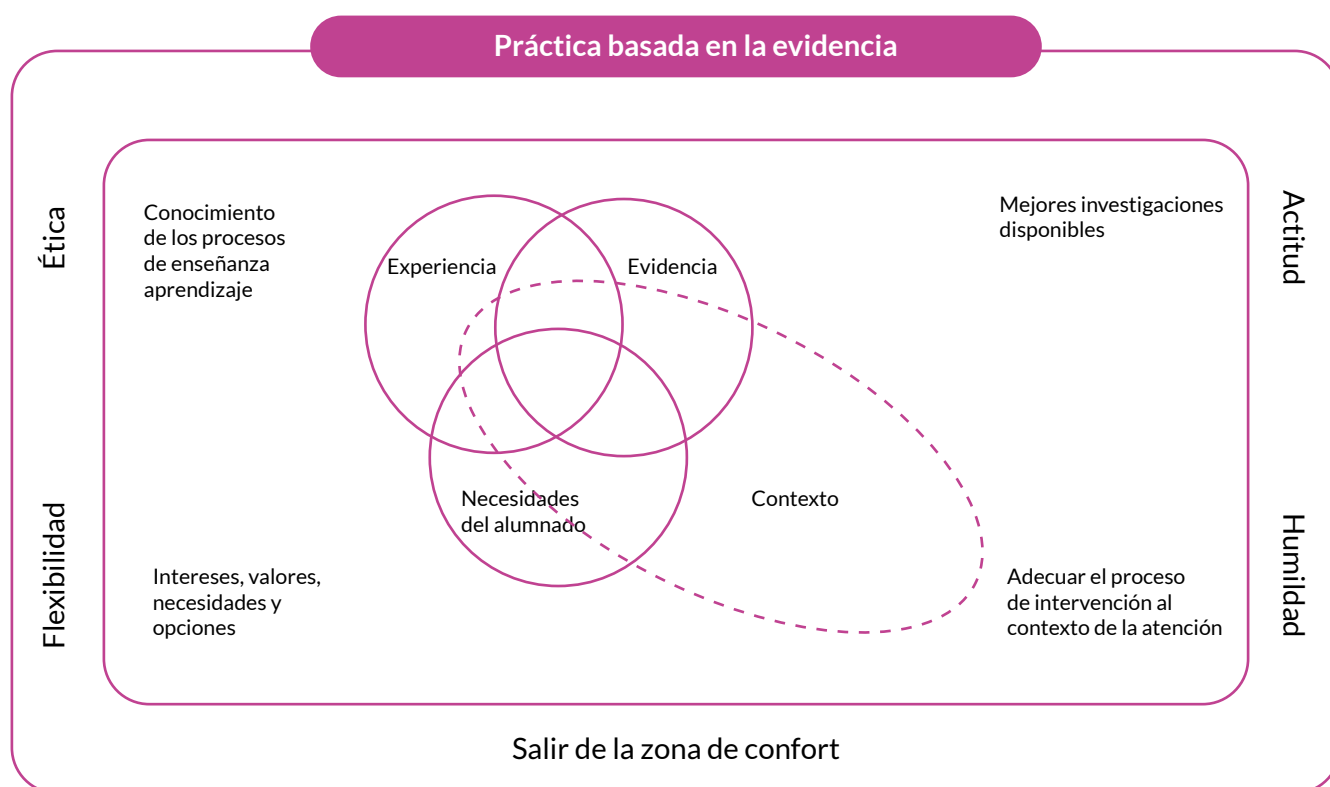 Práctica basada en la evidencia
Ética
Actitud
Conocimiento
de los procesos
de enseñanza
aprendizaje
Mejores investigaciones
disponibles
Experiencia
Evidencia
Necesidades
del alumnado
Contexto
Flexibilidad
Humildad
Intereses, valores,
necesidades y
opciones
Adecuar el proceso
de intervención al
contexto de la atención
Salir de la zona de confort